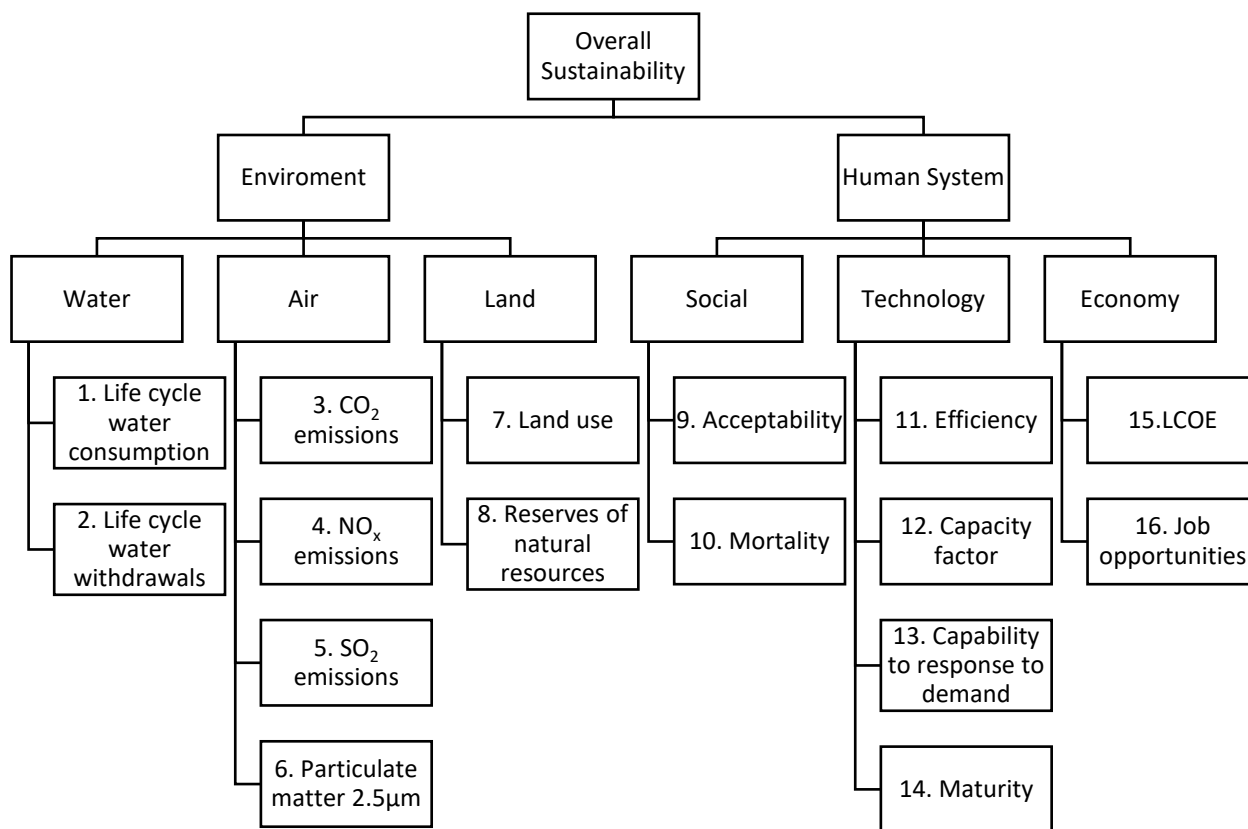 Overall
Sustainability
Enviroment
Human System
Water
Air
Land
Social
Technology
Economy
1. Life cycle
water
consumption
2. Life cycle
water
withdrawals
3. CO₂
emissions
4. NOₓ
emissions
5. SO₂
emissions
6. Particulate
matter 2.5µm
7. Land use
8. Reserves of
natural
resources
9. Acceptability
10. Mortality
11. Efficiency
12. Capacity
factor
13. Capability
to response to
demand
14. Maturity
15.LCOE
16. Job
opportunities